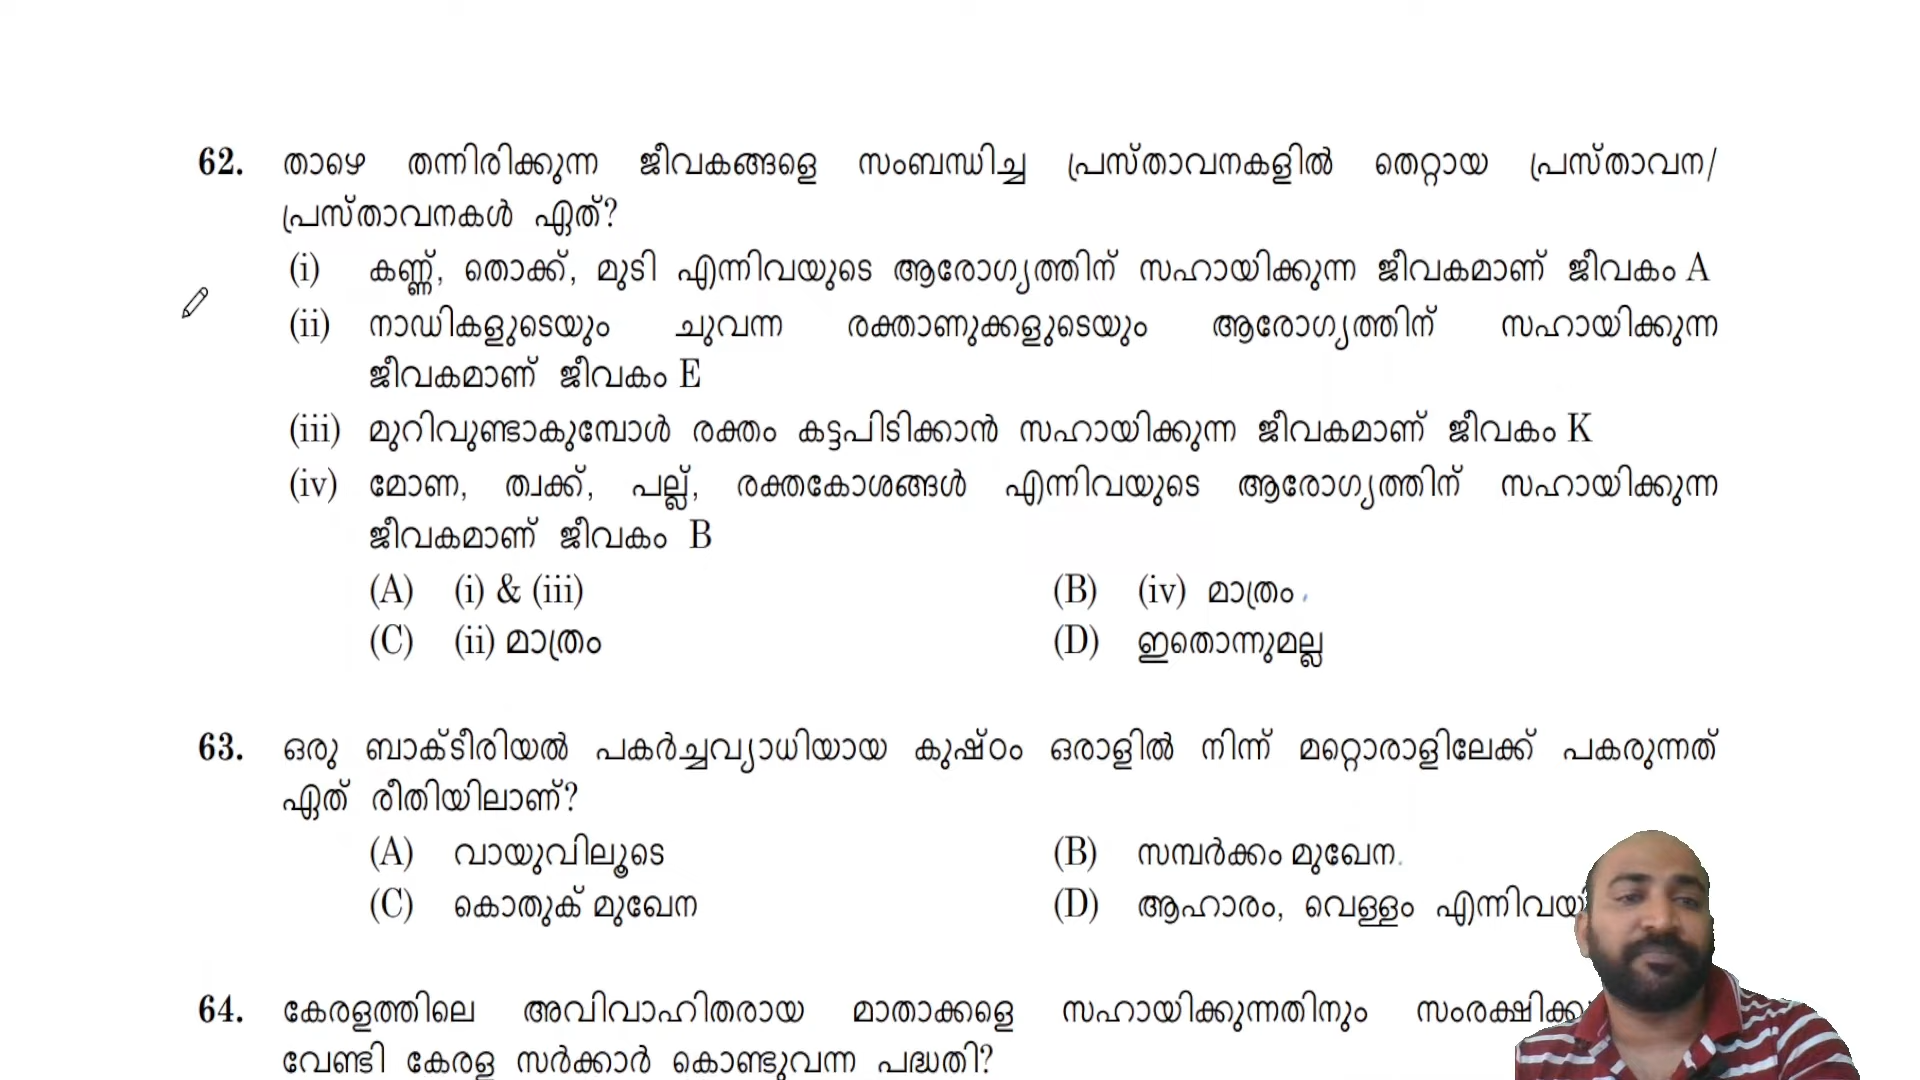 62. താഴെ തന്നിരിക്കുന്ന ജീവകങ്ങളെ സംബന്ധിച്ച പ്രസ്താവനകളിൽ തെറ്റായ പ്രസ്താവന/
പ്രസ്താവനകൾ ഏത്?
(i) കണ്ണ്, തൊക്ക്, മുടി എന്നിവയുടെ ആരോഗ്യത്തിന് സഹായിക്കുന്ന ജീവകമാണ് ജീവകം A
(ii) നാഡികളുടെയും ചുവന്ന രക്താണുക്കളുടെയും ആരോഗ്യത്തിന് സഹായിക്കുന്ന
ജീവകമാണ് ജീവകം E
(iii) മുറിവുണ്ടാകുമ്പോൾ രക്തം കട്ടപിടിക്കാൻ സഹായിക്കുന്ന ജീവകമാണ് ജീവകം K
(iv) മോണ, ത്വക്ക്, പല്ല്, രക്തകോശങ്ങൾ എന്നിവയുടെ ആരോഗ്യത്തിന് സഹായിക്കുന്ന
ജീവകമാണ് ജീവകം B
(A) (i) & (iii) (B) (iv) മാത്രം
(C) (ii) മാത്രം (D) ഇതൊന്നുമല്ല
63. ഒരു ബാക്ടീരിയൽ പകർച്ചവ്യാധിയായ കുഷ്ഠം ഒരാളിൽ നിന്ന് മറ്റൊരാളിലേക്ക് പകരുന്നത്
ഏത് രീതിയിലാണ്?
(A) വായുവിലൂടെ (B) സമ്പർക്കം മുഖേന
(C) കൊതുക് മുഖേന (D) ആഹാരം, വെള്ളം
64. കേരളത്തിലെ അവിവാഹിതരായ മാതാക്കളെ സഹായിക്കുന്നതിനും
വേണ്ടി കേരള സർക്കാർ കൊണ്ടുവന്ന പദ്ധതി?